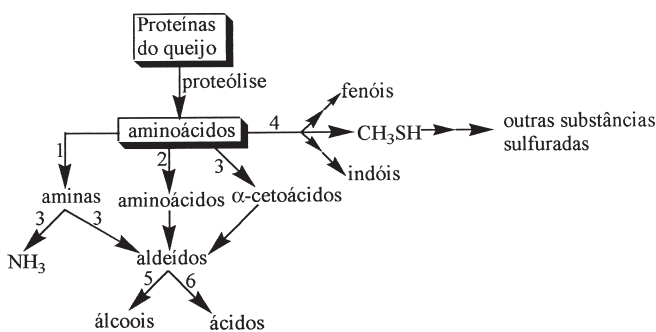 Proteínas
do queijo
proteólise
fenóis
aminoácidos
4
CH3SH
outras substâncias
sulfuradas
indóis
1
2
3
aminas
aminoácidos
α-cetoácidos
3
3
NH3
aldeídos
5
6
álcoois
ácidos